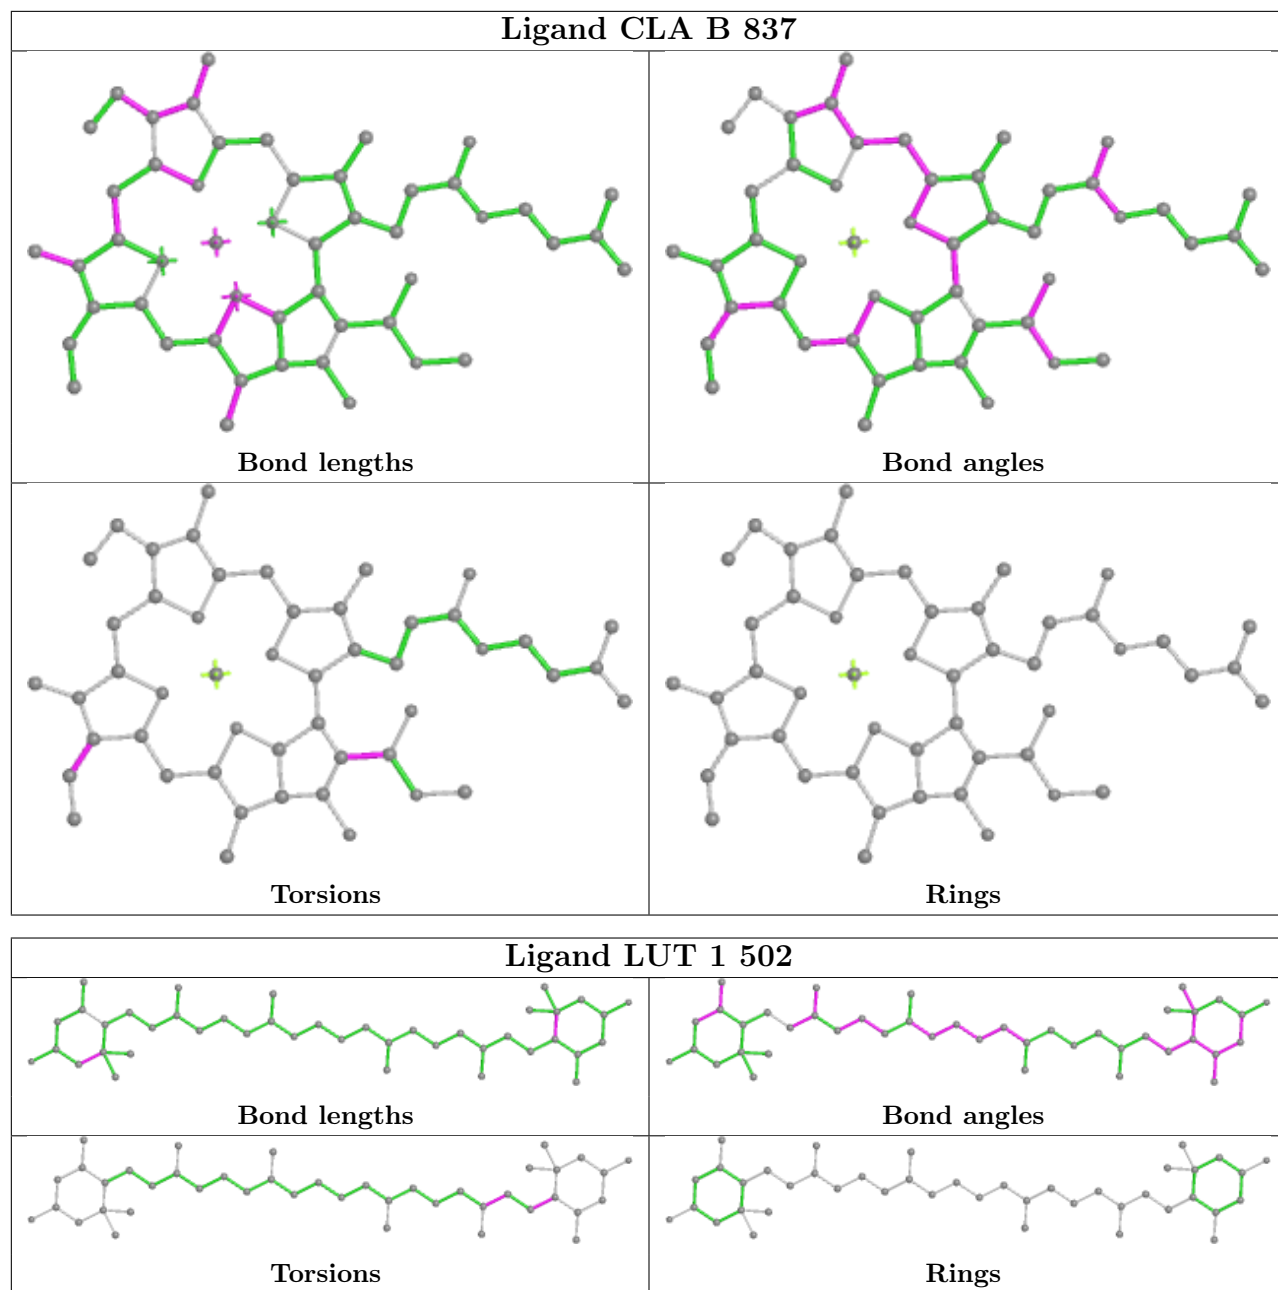 Ligand CLA B 837
Bond lengths
Bond angles
Torsions
Rings
Ligand LUT 1 502
Bond lengths
Bond angles
Torsions
Rings